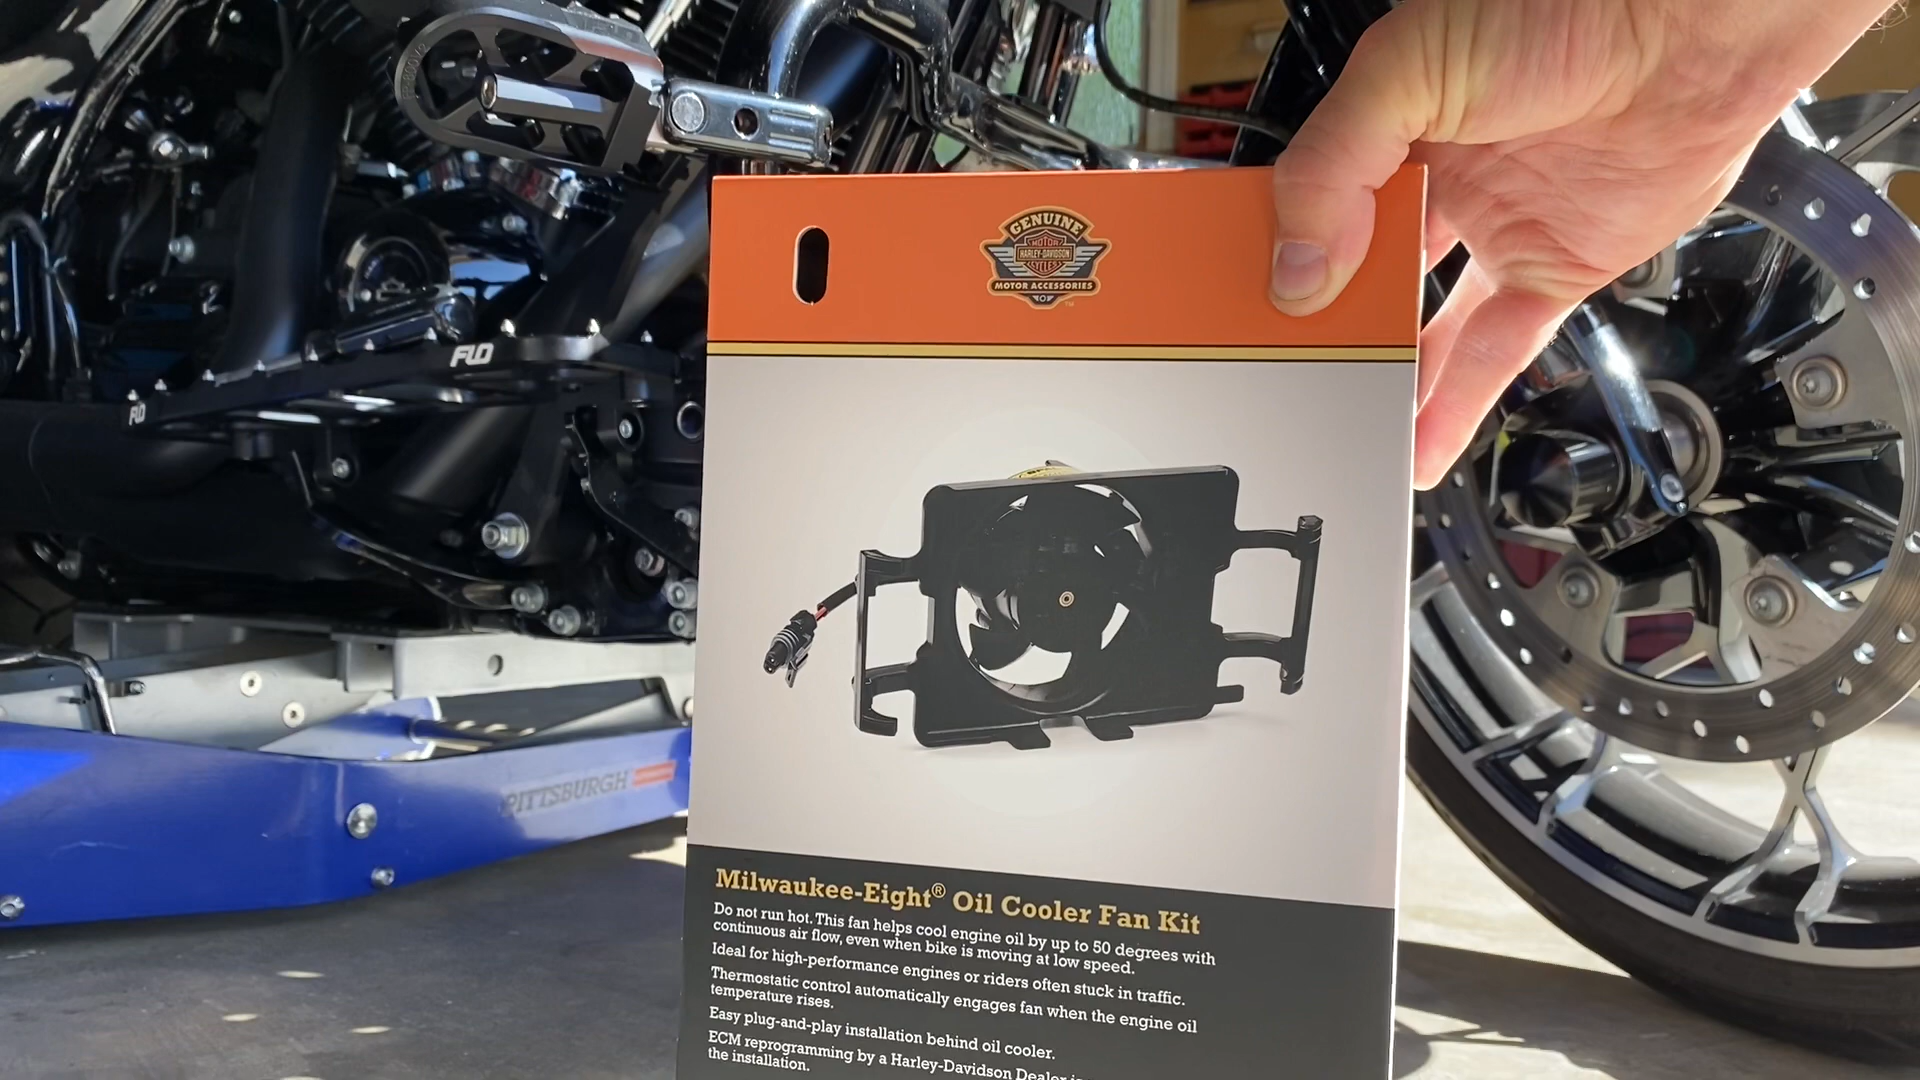 GENUINE
MOTOR
HARLEY-DAVIDSON
CYCLES
MOTOR ACCESSORIES
TM
FLO
FLO
PITTSBURGH
Milwaukee-Eight® Oil Cooler Fan Kit
Do not run hot. This fan helps cool engine oil by up to 50 degrees with
continuous air flow, even when bike is moving at low speed.
Ideal for high-performance engines or riders often stuck in traffic.
Thermostatic control automatically engages fan when the engine oil
temperature rises.
Easy plug-and-play installation behind oil cooler.
ECM reprogramming by a Harley-Davidson Dealer
the installation.